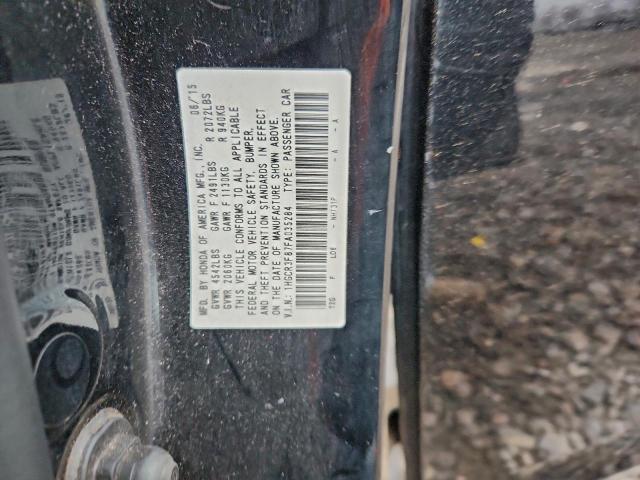 MFD. BY HONDA OF AMERICA MFG., INC. 06/15
GVWR 4542LBS GAWR F 2491LBS R 2072LBS
GVWR 2060KG GAWR F 1130KG R 940KG
THIS VEHICLE CONFORMS TO ALL APPLICABLE
FEDERAL MOTOR VEHICLE SAFETY, BUMPER,
AND THEFT PREVENTION STANDARDS IN EFFECT
ON THE DATE OF MANUFACTURE SHOWN ABOVE.
V.I.N.: 1HGCR3F87FA035284 TYPE: PASSENGER CAR
F NH731P A A